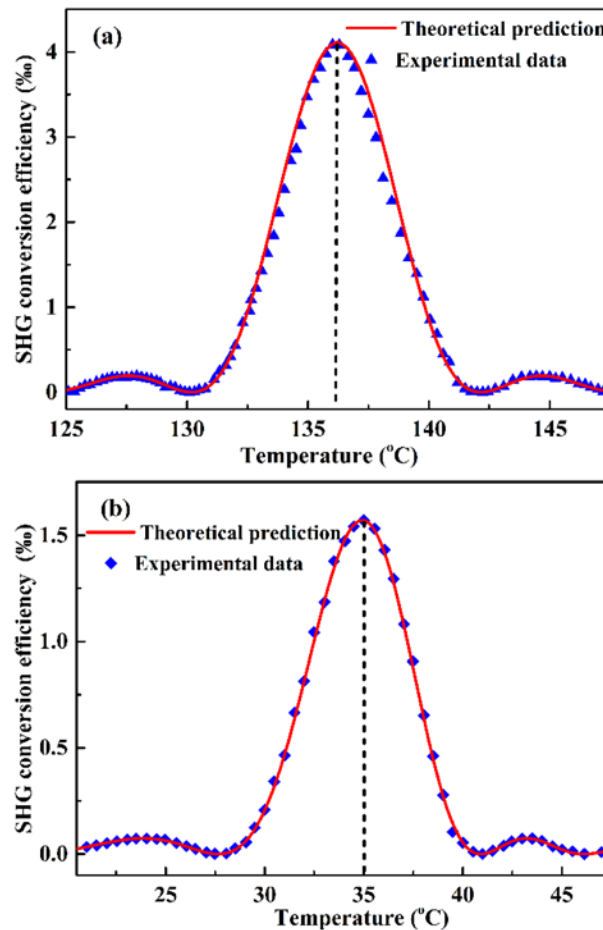 (a)
Theoretical prediction
Experimental data
SHG conversion efficiency (‰)
4
3
2
1
0
125 130 135 140 145
Temperature (°C)
(b)
Theoretical prediction
Experimental data
SHG conversion efficiency (‰)
1.5
1.0
0.5
0.0
25 30 35 40 45
Temperature (°C)